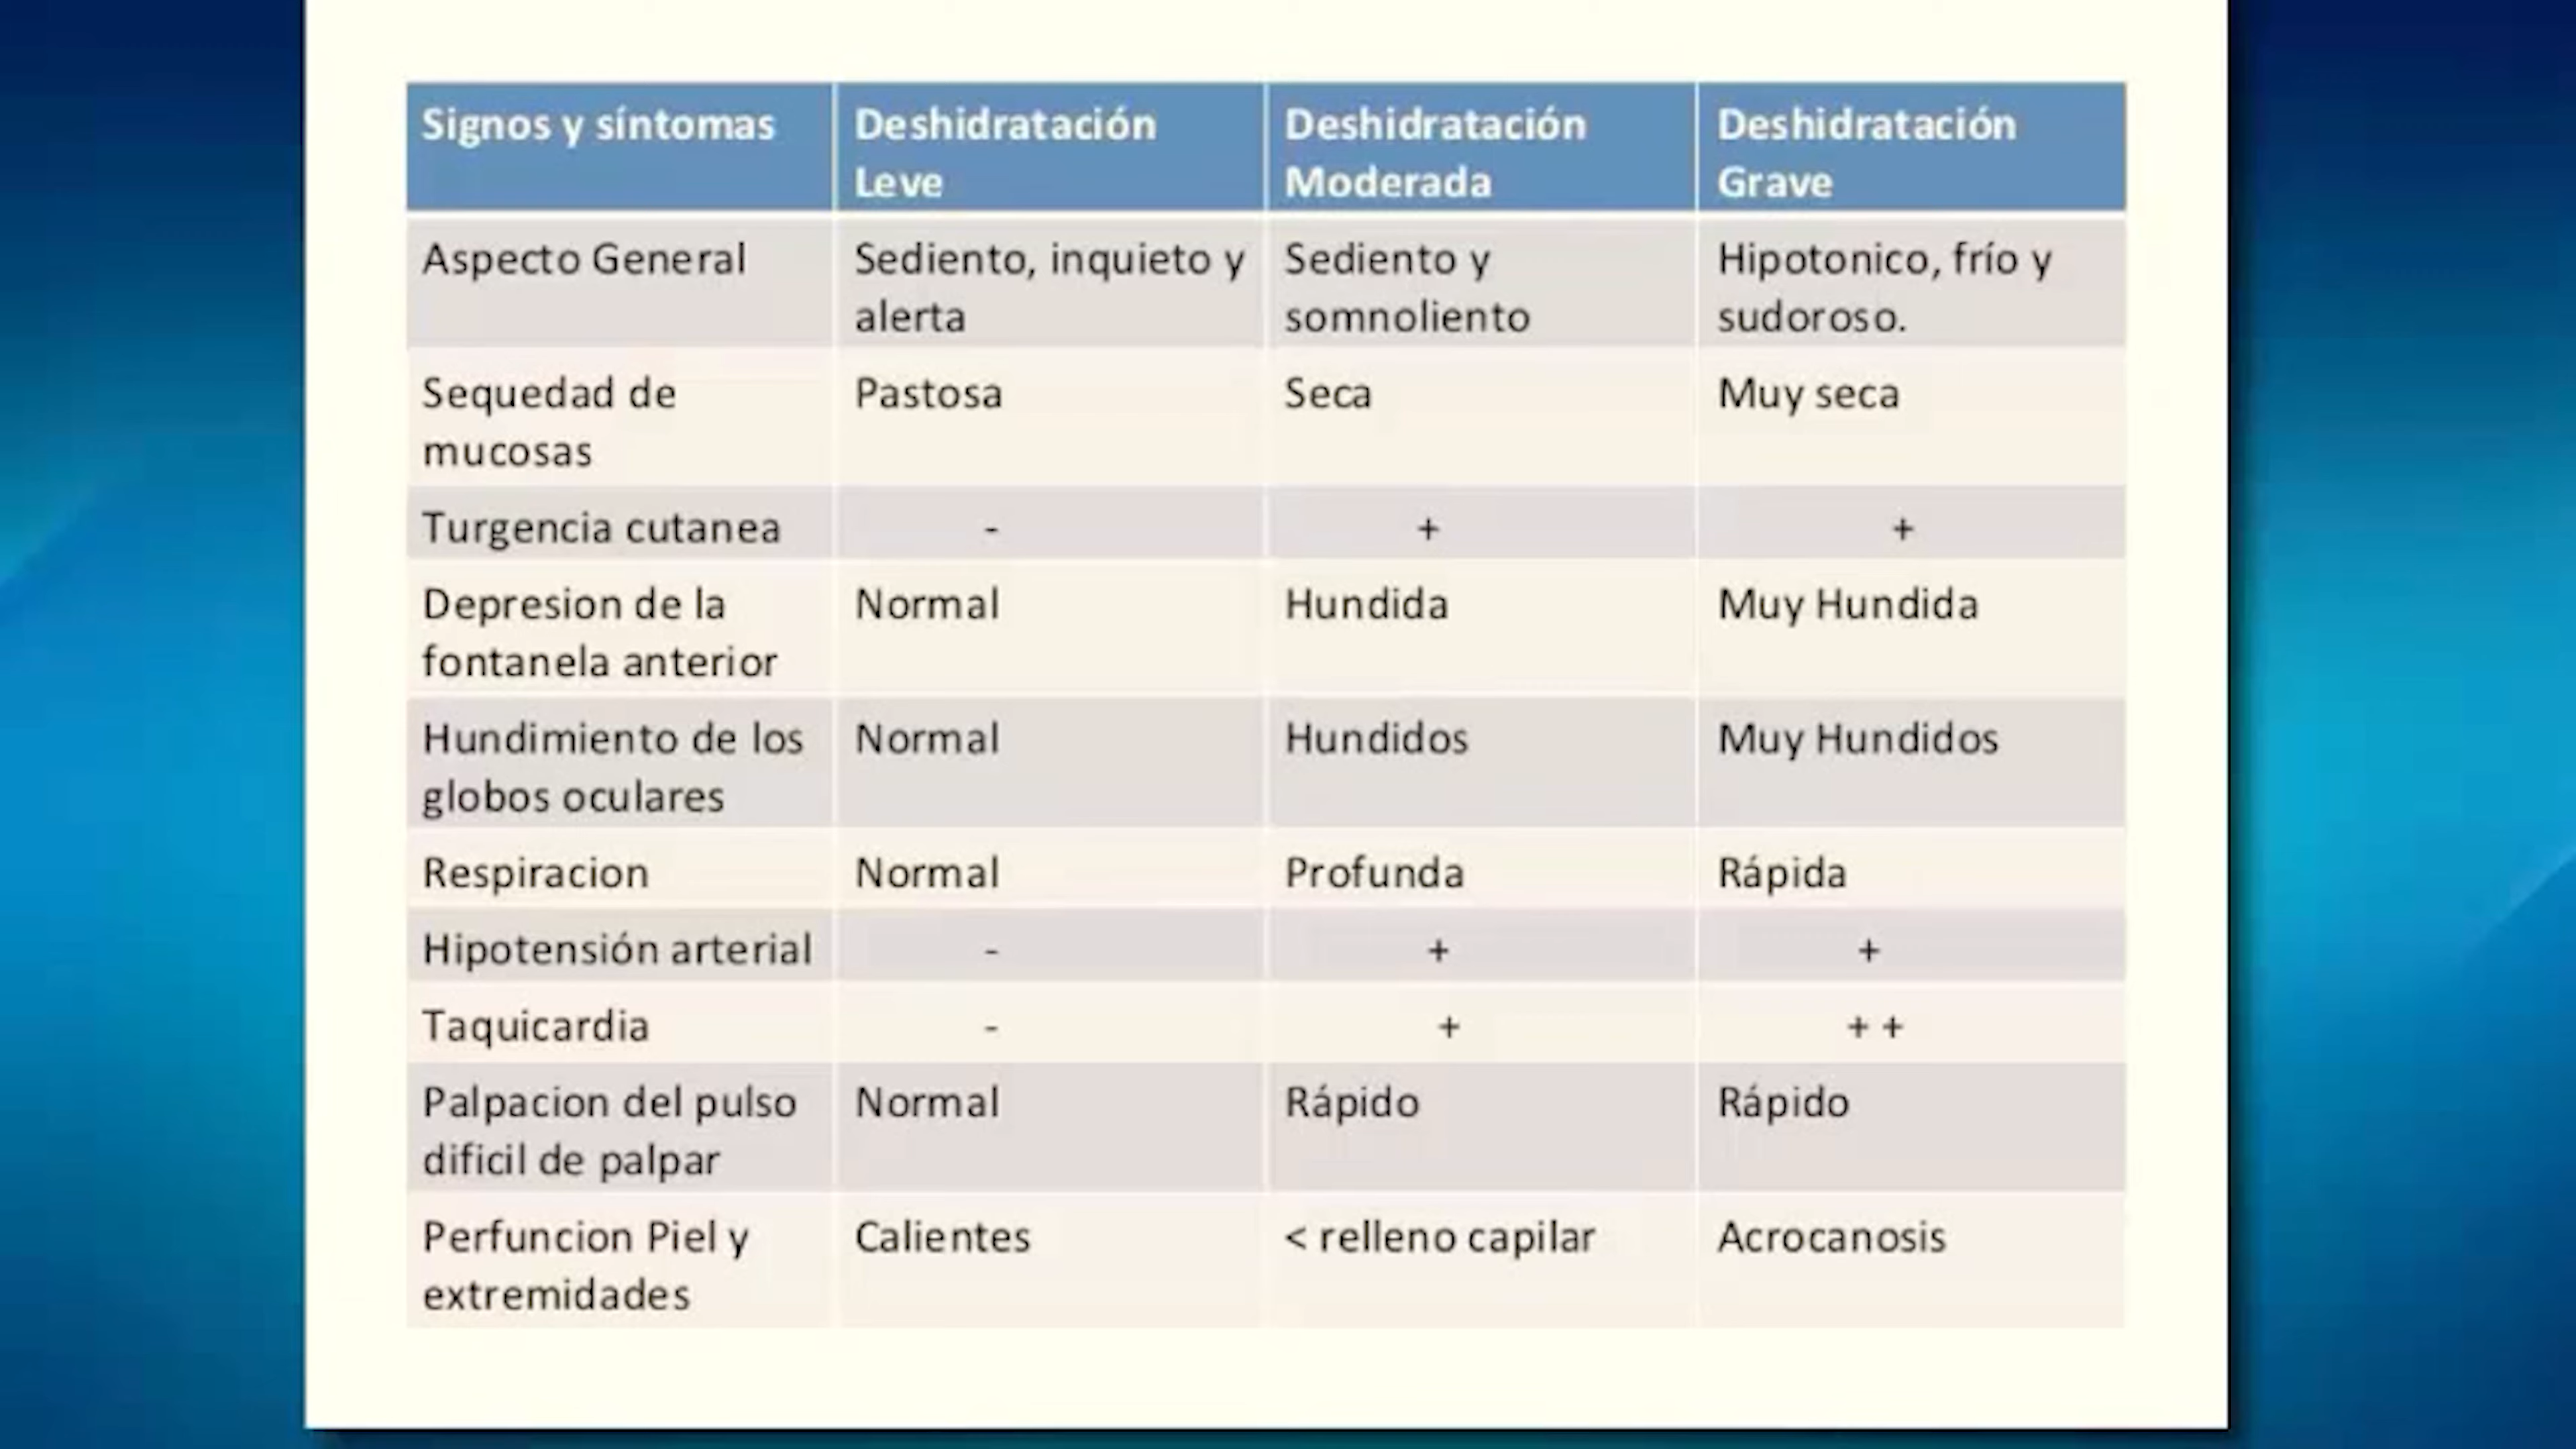 Signos y síntomas
Deshidratación
Leve
Deshidratación
Moderada
Deshidratación
Grave
Aspecto General
Sediento, inquieto y
alerta
Sediento y
somnoliento
Hipotonico, frío y
sudoroso.
Sequedad de
mucosas
Pastosa
Seca
Muy seca
Turgencia cutanea
-
+
+
Depresion de la
fontanela anterior
Normal
Hundida
Muy Hundida
Hundimiento de los
globos oculares
Normal
Hundidos
Muy Hundidos
Respiracion
Normal
Profunda
Rápida
Hipotensión arterial
-
+
+
Taquicardia
-
+
+ +
Palpacion del pulso
dificil de palpar
Normal
Rápido
Rápido
Perfuncion Piel y
extremidades
Calientes
< relleno capilar
Acrocanosis